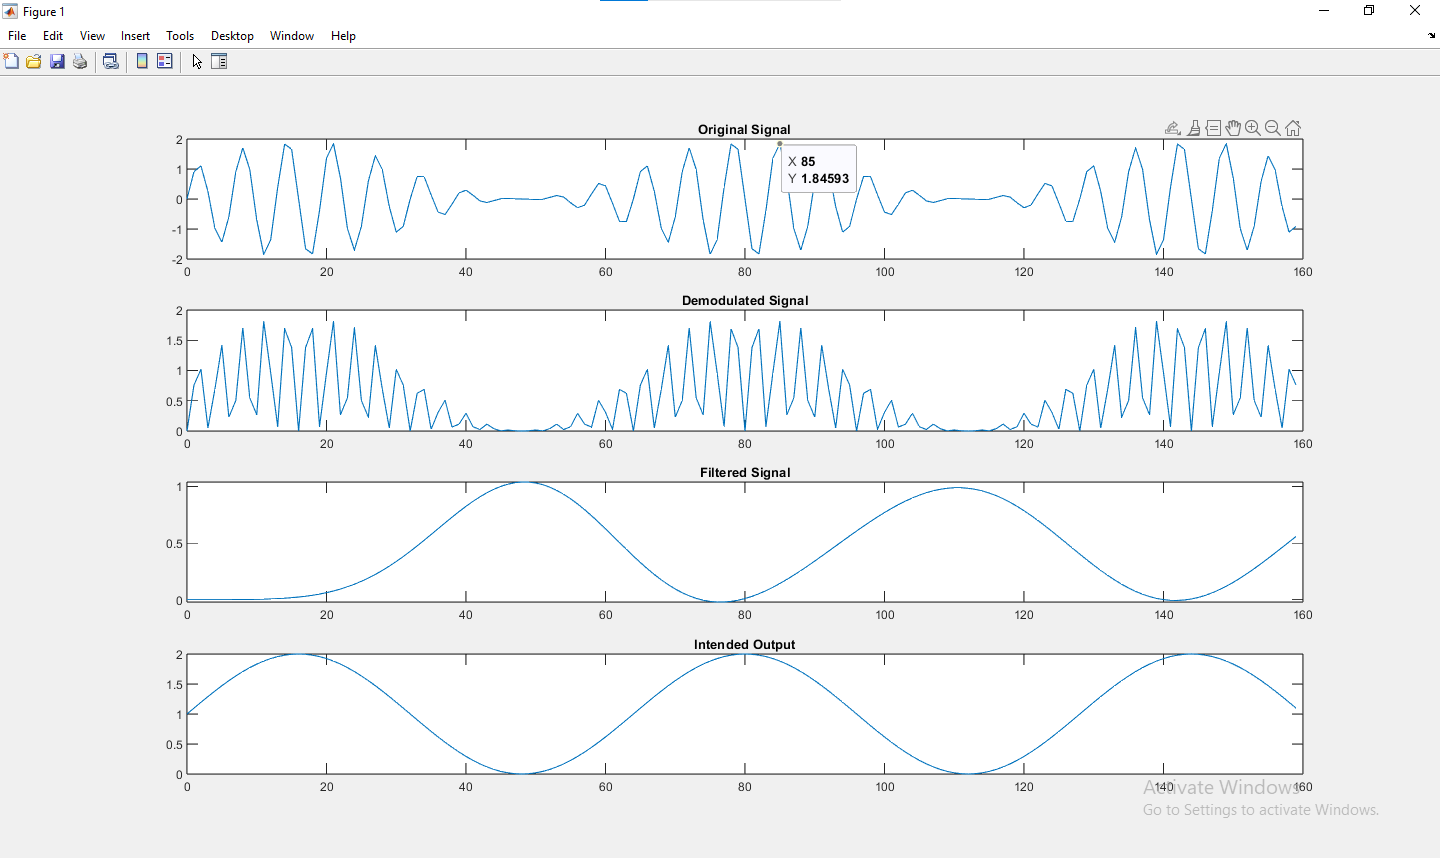 Figure 1
File Edit View Insert Tools Desktop Window Help
Original Signal
2
1
0
-1
-2
X 85
Y 1.84593
0 20 40 60 80 100 120 140 160
Demodulated Signal
2
1.5
1
0.5
0
0 20 40 60 80 100 120 140 160
Filtered Signal
1
0.5
0
0 20 40 60 80 100 120 140 160
Intended Output
2
1.5
1
0.5
0
0 20 40 60 80 100 120 140 160
Activate Windows
Go to Settings to activate Windows.